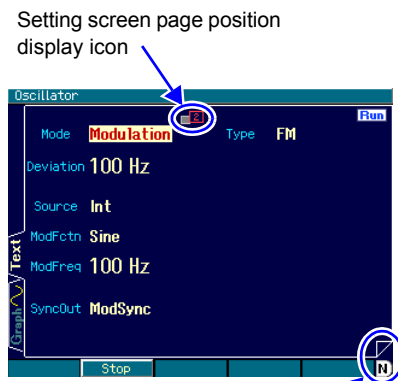 Setting screen page position
display icon
Oscillator
2
Run
Mode Modulation Type FM
Deviation 100 Hz
Source Int
ModFctn Sine
ModFreq 100 Hz
SyncOut ModSync
Text
Graph
Stop
N